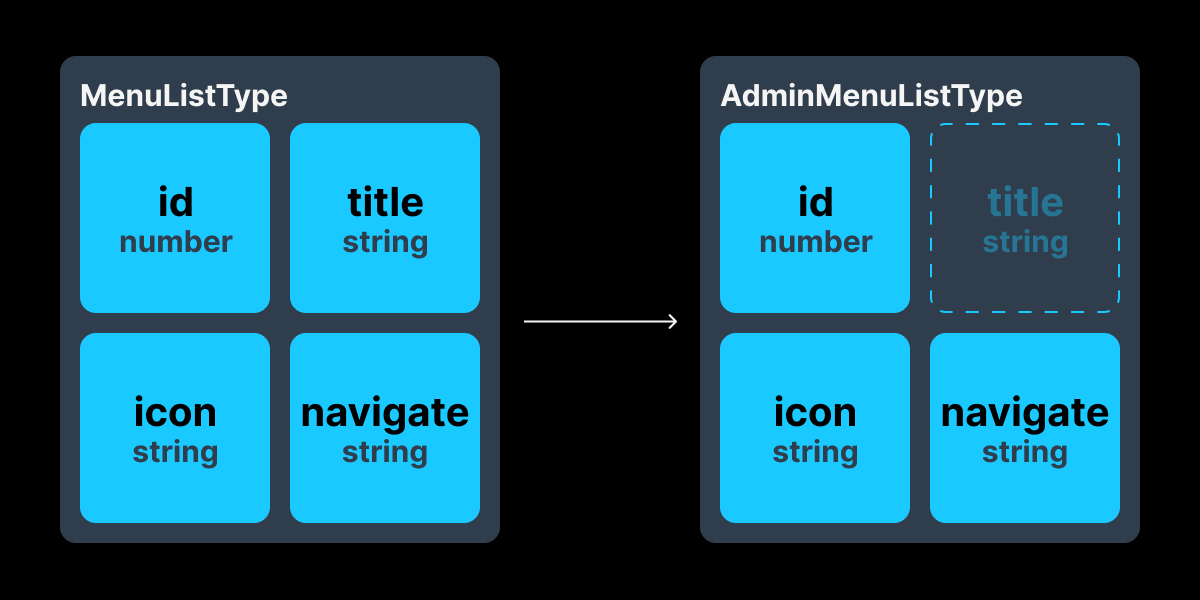 MenuListType
id
number
title
string
icon
string
navigate
string
AdminMenuListType
id
number
title
string
icon
string
navigate
string